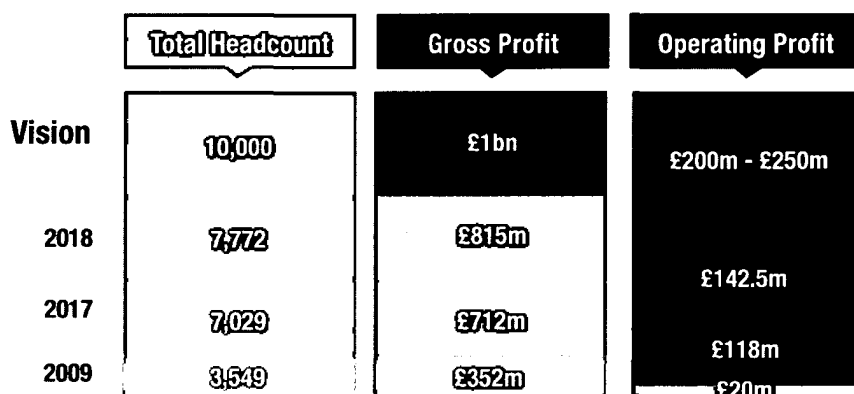 Total Headcount Gross Profit Operating Profit
Vision 10,000 £1bn £200m - £250m
2018 7,772 £815m £142.5m
2017 7,029 £712m £118m
2009 3,549 £352m £20m